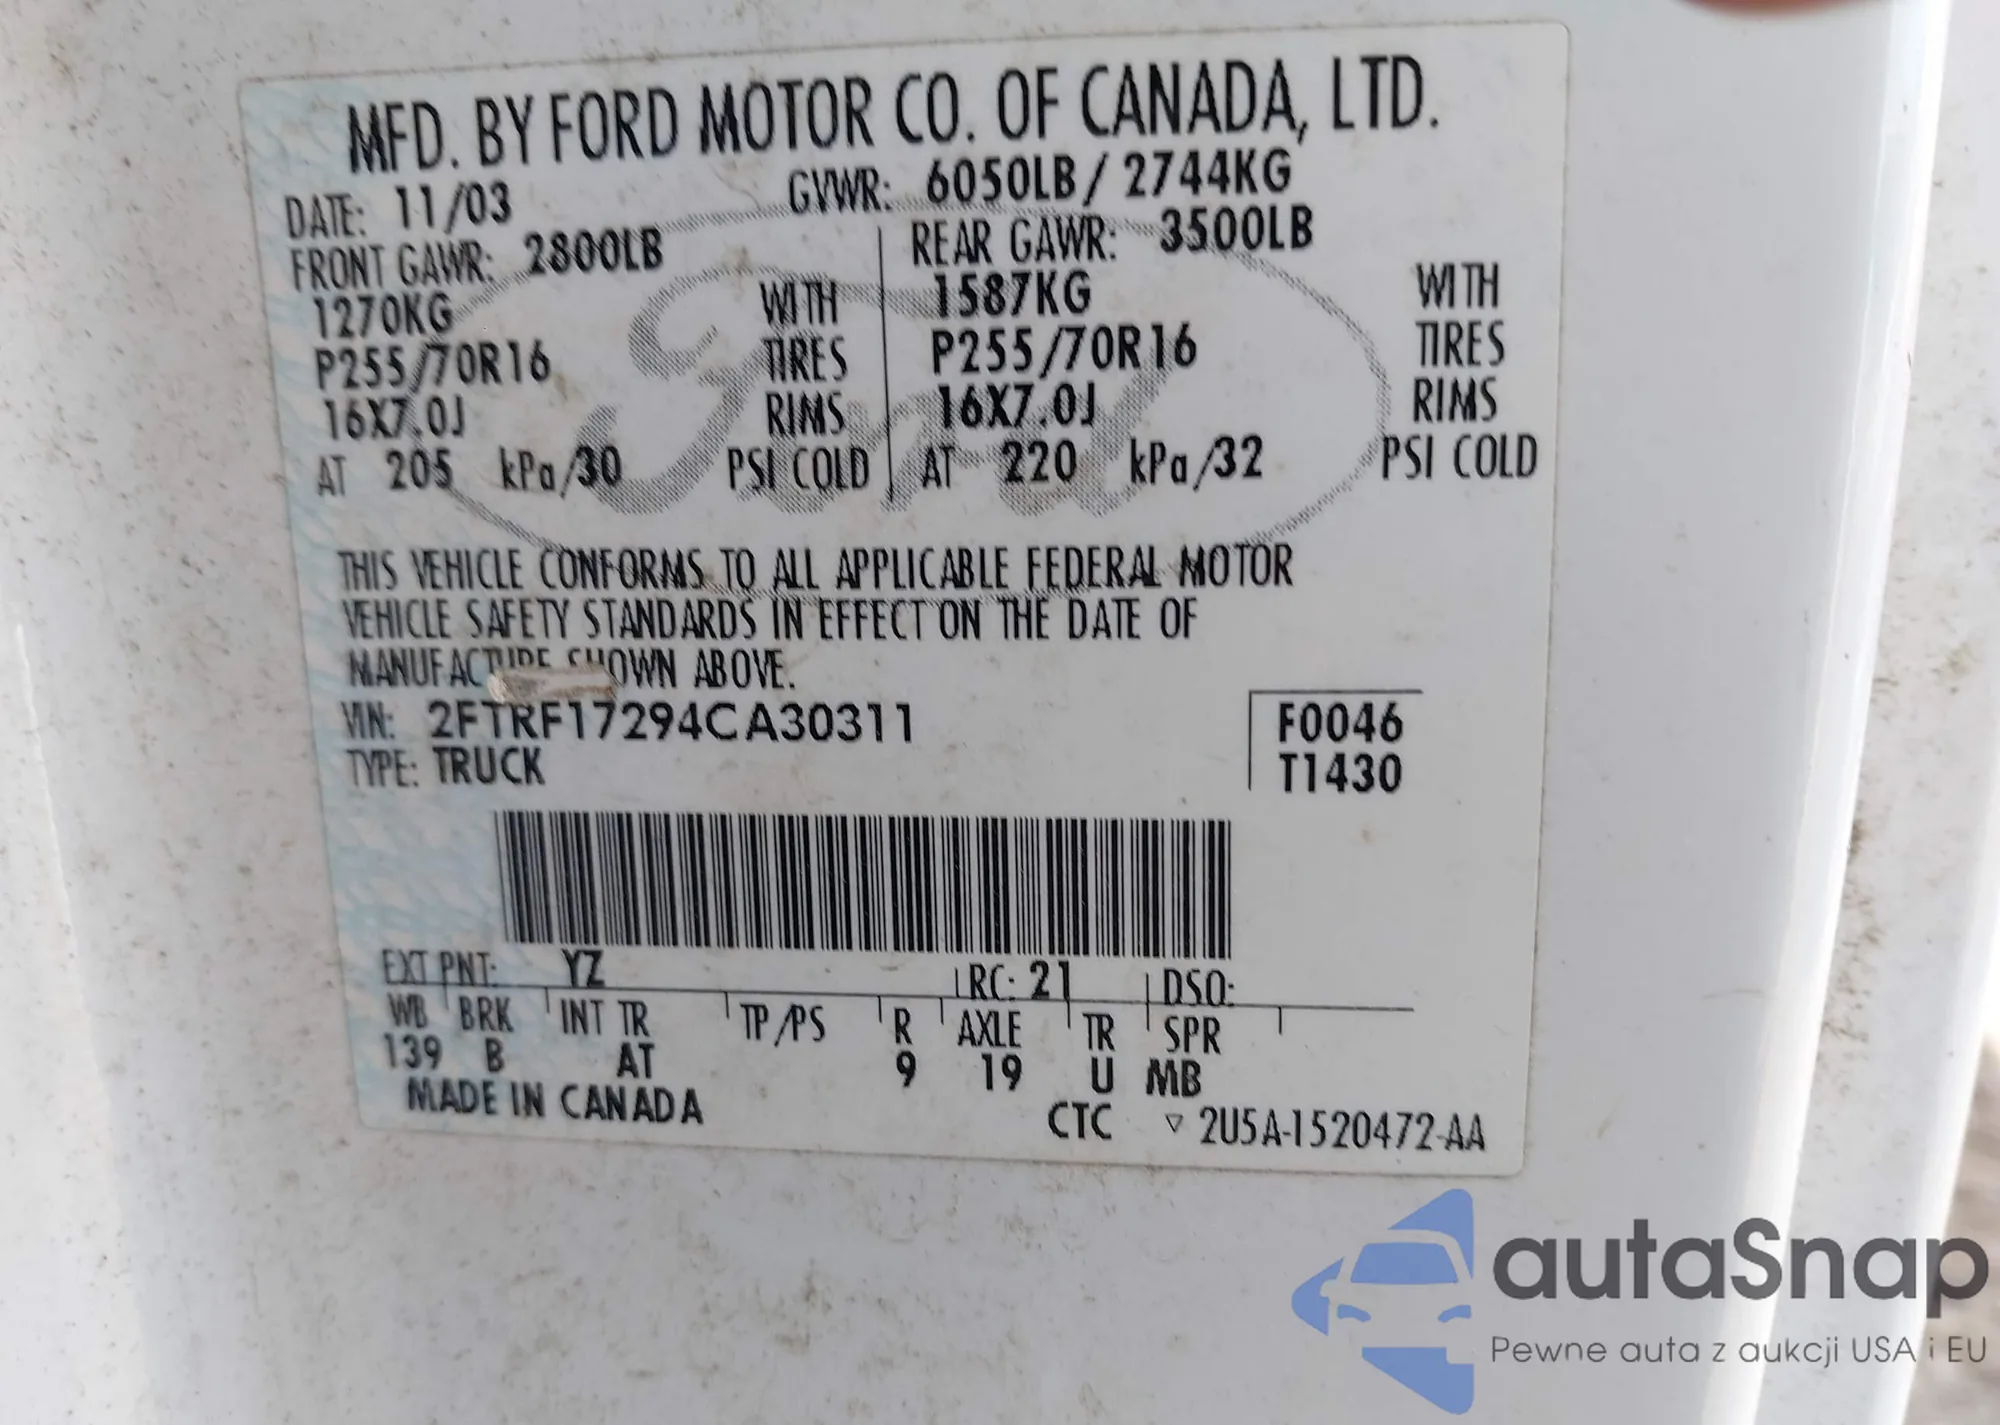 MFD. BY FORD MOTOR CO. OF CANADA, LTD.
DATE: 11/03 GVWR: 6050LB / 2744KG
FRONT GAWR: 2800LB REAR GAWR: 3500LB
1270KG WITH 1587KG WITH
P255/70R16 TIRES P255/70R16 TIRES
16X7.0J RIMS 16X7.0J RIMS
AT 205 kPa/30 PSI COLD AT 220 kPa/32 PSI COLD
Ford
THIS VEHICLE CONFORMS TO ALL APPLICABLE FEDERAL MOTOR
VEHICLE SAFETY STANDARDS IN EFFECT ON THE DATE OF
MANUFACTURE SHOWN ABOVE.
VIN: 2FTRF17294CA30311 F0046
TYPE: TRUCK T1430
EXT PNT: YZ RC: 21 DSO:
WB BRK INT TR TP/PS R AXLE TR SPR
139 B AT 9 19 U MB
MADE IN CANADA
CTC ▽ 2U5A-1520472-AA
autaSnap
Pewne auta z aukcji USA i EU